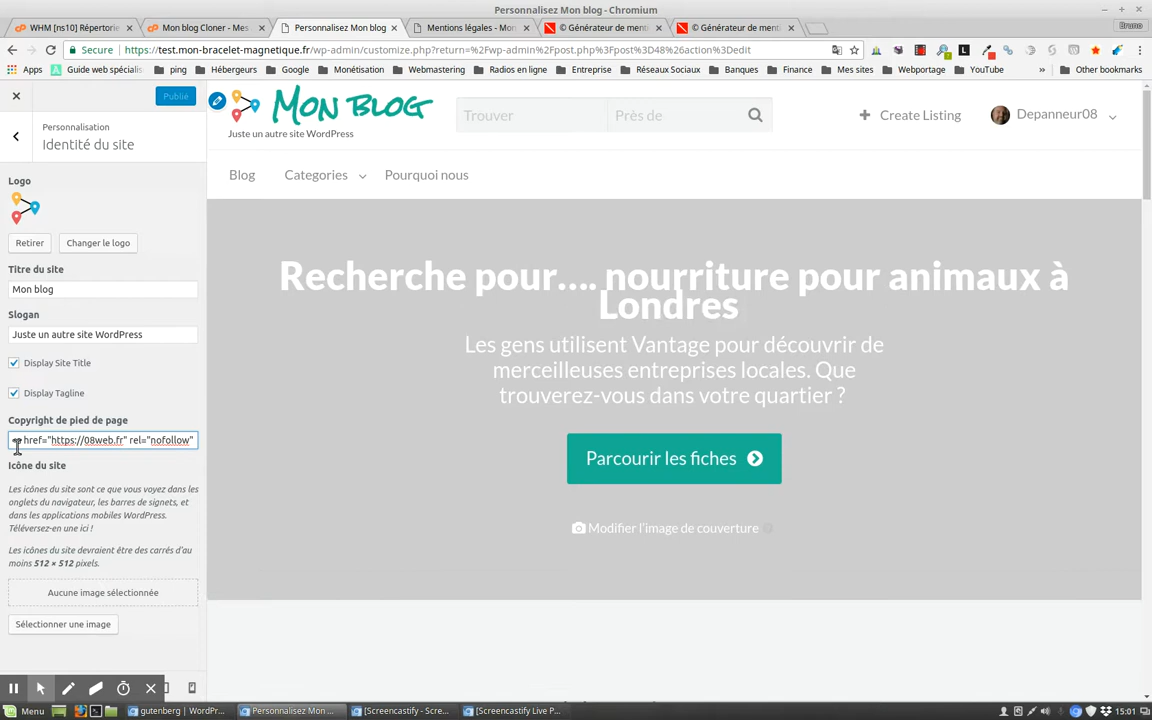 Personnalisez Mon blog - Chromium
WHM [ns10] Répertorie
Mon blog Cloner - Mes
Personnalisez Mon blog
Mentions légales - Mon
© Générateur de menti
© Générateur de menti
Bruno
Secure
https://test.mon-bracelet-magnetique.fr/wp-admin/customize.php?return=%2Fwp-admin%2Fpost.php%3Fpost%3D48%26action%3Dedit
Apps
Guide web spécialis
ping
Hébergeurs
Google
Monétisation
Webmastering
Radios en ligne
Entreprise
Réseaux Sociaux
Banques
Finance
Mes sites
Webportage
YouTube
»
Other bookmarks
Publié
Personnalisation
Identité du site
Logo
Retirer
Changer le logo
Titre du site
Mon blog
Slogan
Juste un autre site WordPress
Display Site Title
Display Tagline
Copyright de pied de page
href="https://08web.fr" rel="nofollow"
Icône du site
Les icônes du site sont ce que vous voyez dans les
onglets du navigateur, les barres de signets, et
dans les applications mobiles WordPress.
Téléversez-en une ici !
Les icônes du site devraient être des carrés d'au
moins 512 × 512 pixels.
Aucune image sélectionnée
Sélectionner une image
Mon blog
Juste un autre site WordPress
Trouver
Près de
Create Listing
Depanneur08
Blog
Categories
Pourquoi nous
Recherche pour…. nourriture pour animaux à
Londres
Les gens utilisent Vantage pour découvrir de
merveilleuses entreprises locales. Que
trouverez-vous dans votre quartier ?
Parcourir les fiches
Modifier l'image de couverture
Menu
gutenberg | WordPr...
Personnalisez Mon ...
[Screencastify - Scre...
[Screencastify Live P...
15:01